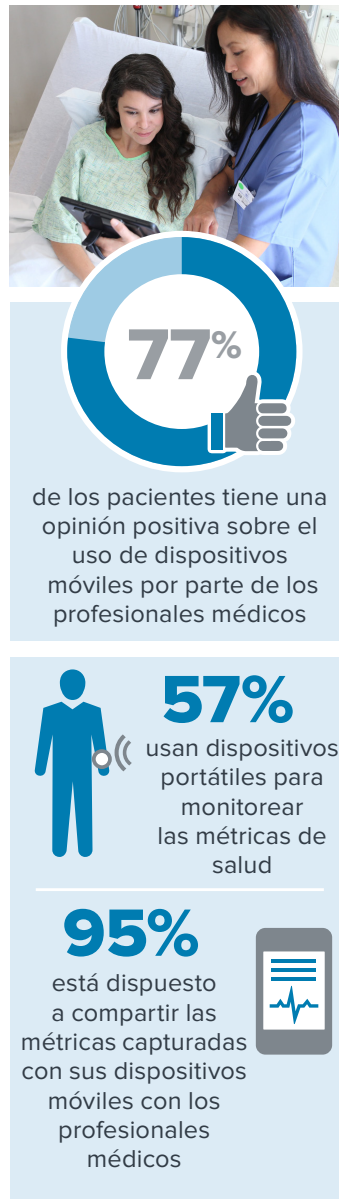 77%
de los pacientes tiene una
opinión positiva sobre el
uso de dispositivos
móviles por parte de los
profesionales médicos
57%
usan dispositivos
portátiles para
monitorear
las métricas de
salud
95%
está dispuesto
a compartir las
métricas capturadas
con sus dispositivos
móviles con los
profesionales
médicos